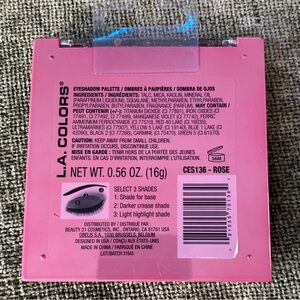 L.A. COLORS®
EYESHADOW PALETTE / OMBRES À PAUPIÈRES / SOMBRA DE OJOS
INGREDIENTS / INGRÉDIENTS: TALC, MICA, KAOLIN, MINERAL OIL
(PARAFFINUM LIQUIDUM), SQUALANE, METHYLPARABEN, ETHYLPARABEN,
PROPYLPARABEN, BUTYLPARABEN, FRAGRANCE (PARFUM) MAY CONTAIN /
PEUT CONTENIR (+/-): TITANIUM DIOXIDE (CI 77891), IRON OXIDES (CI
77491, CI 77492, CI 77499), MANGANESE VIOLET (CI 77742), FERRIC
AMMONIUM FERROCYANIDE (CI 77510), RED 40 LAKE (CI 16035),
ULTRAMARINES (CI 77007), YELLOW 5 LAKE (CI 19140), BLUE 1 LAKE (CI
42090), BLACK 2 (CI 77266), CARMINE (CI 75470)
CAUTION: KEEP AWAY FROM SMALL CHILDREN.
IF IRRITATION OCCURS, DISCONTINUE USE.
MISE EN GARDE : TENIR HORS DE LA PORTÉE DES JEUNES
ENFANTS. EN CAS D'IRRITATION, INTERROMPRE L'UTILISATION.
36M
NET WT. 0.56 OZ. (16g)
CES136 - ROSE
SELECT 3 SHADES
1: Shade for base
2: Darker crease shade
3: Light highlight shade
DISTRIBUTED BY / DISTRIBUÉ PAR:
BEAUTY 21 COSMETICS, INC. ONTARIO, CA 91761 USA
OBELIS S.A. 1030 BRUSSELS, BELGIUM
DESIGNED IN USA / CONÇU AUX ÉTATS-UNIS
MADE IN CHINA / FABRIQUÉ EN CHINE
LOT/BATCH 31543